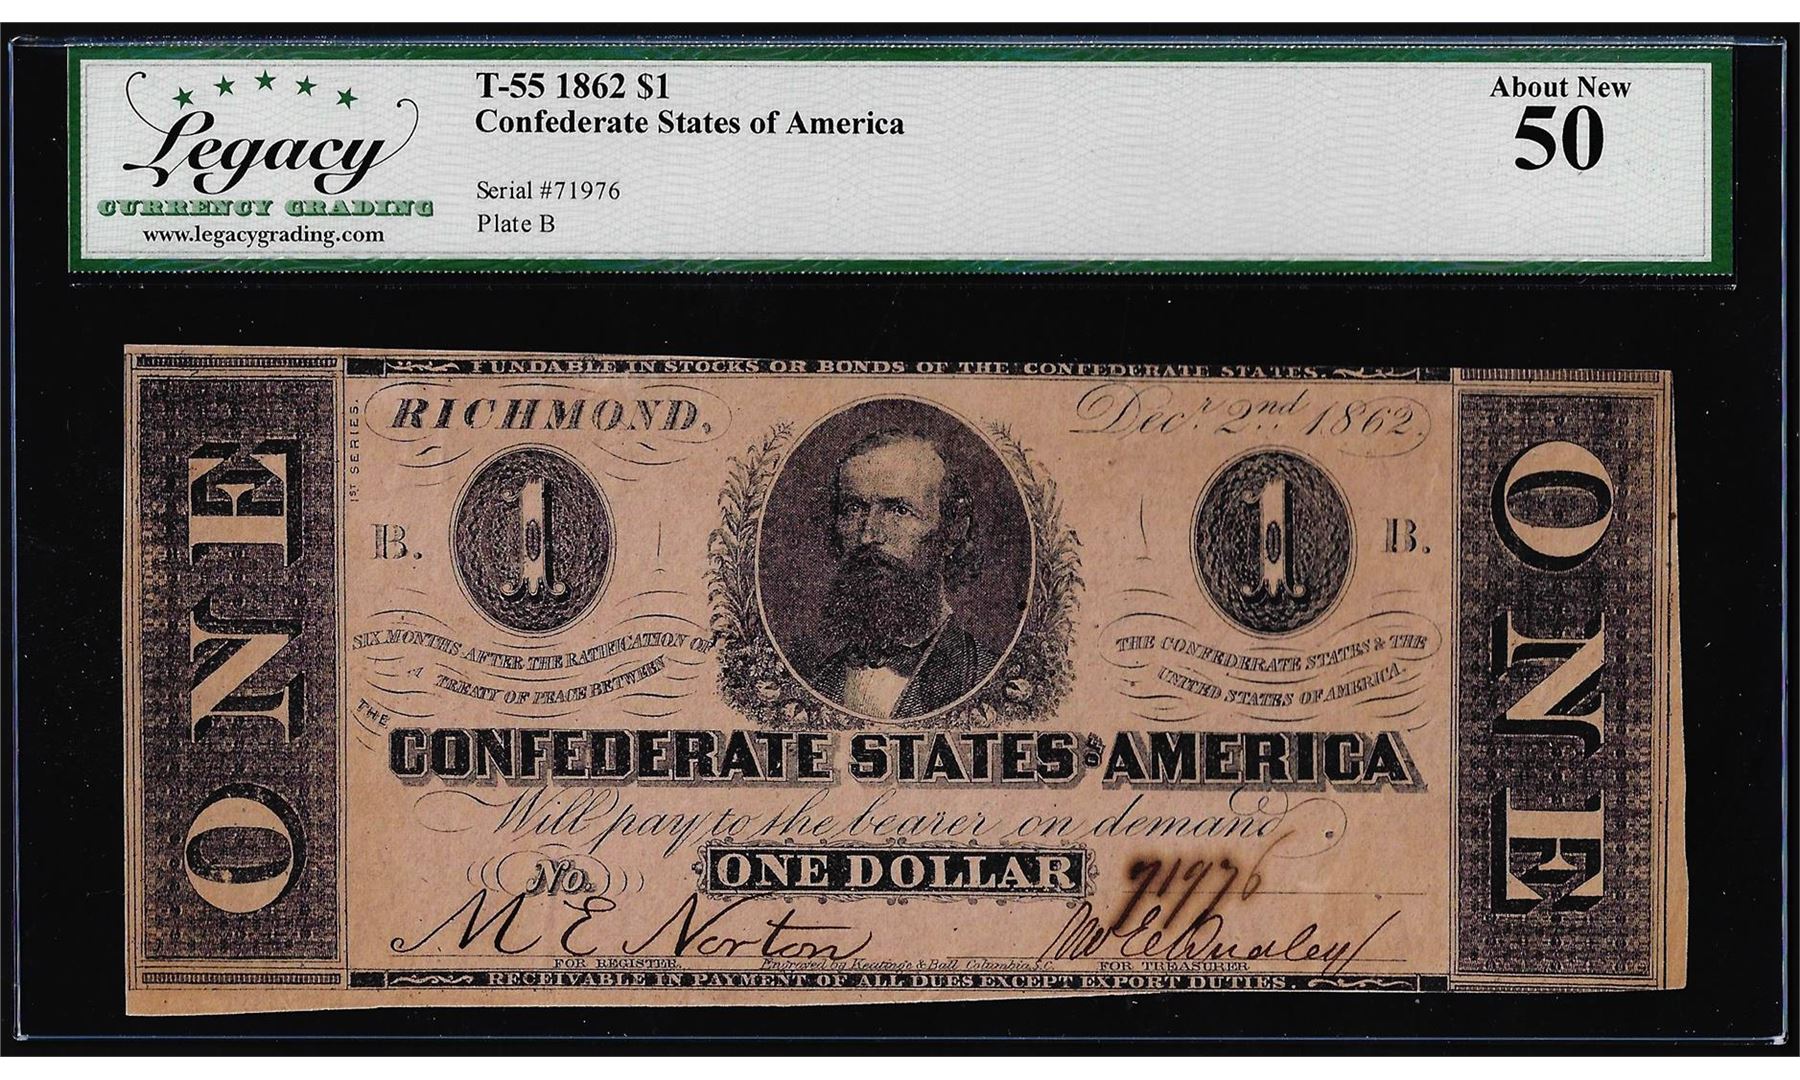 Legacy
CURRENCY GRADING
www.legacygrading.com
T-55 1862 $1
Confederate States of America
Serial #71976
Plate B
About New
50
FUNDABLE IN STOCKS OR BONDS OF THE CONFEDERATE STATES.
ONE
1ST SERIES.
RICHMOND,
Decr. 2nd. 1862.
B.
1
1
B.
SIX MONTHS AFTER THE RATIFICATION OF
A TREATY OF PEACE BETWEEN
THE CONFEDERATE STATES & THE
UNITED STATES OF AMERICA.
THE
CONFEDERATE STATES OF AMERICA
Will pay to the bearer on demand
No.
ONE DOLLAR
71976
M E Norton
FOR REGISTER.
Engraved by Keatinge & Ball Columbia, S.C.
Dudley
FOR TREASURER
RECEIVABLE IN PAYMENT OF ALL DUES EXCEPT EXPORT DUTIES.
ONE